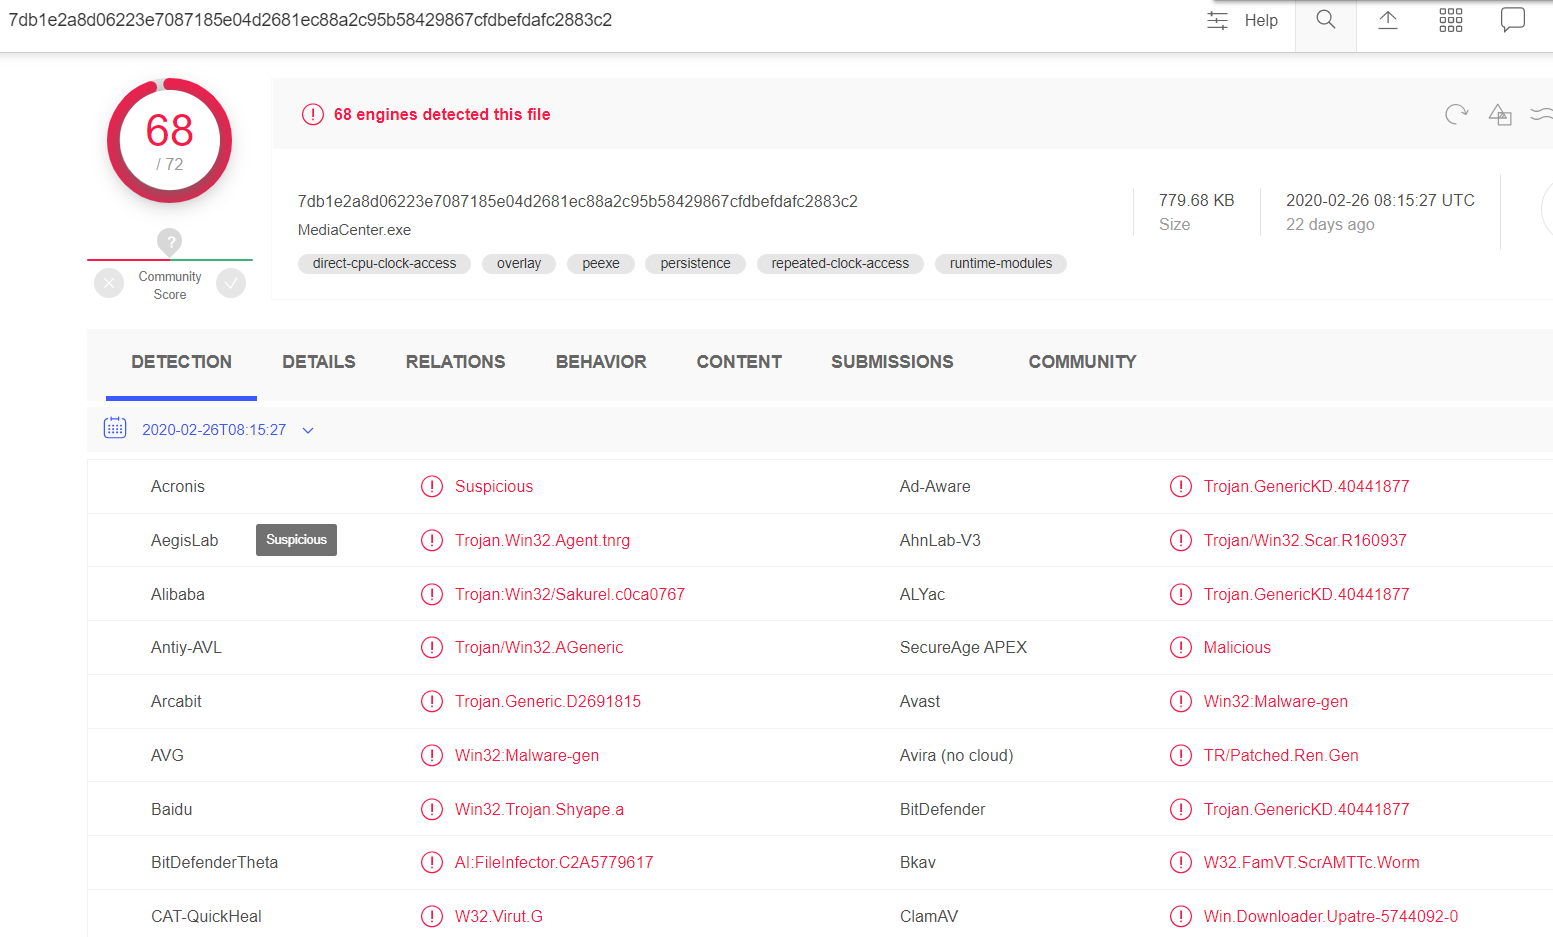 7db1e2a8d06223e7087185e04d2681ec88a2c95b58429867cfdbefdafc2883c2
Help
68
/ 72
68 engines detected this file
7db1e2a8d06223e7087185e04d2681ec88a2c95b58429867cfdbefdafc2883c2
MediaCenter.exe
779.68 KB
Size
2020-02-26 08:15:27 UTC
22 days ago
direct-cpu-clock-access overlay peexe persistence repeated-clock-access runtime-modules
?
Community
Score
DETECTION DETAILS RELATIONS BEHAVIOR CONTENT SUBMISSIONS COMMUNITY
2020-02-26T08:15:27
Acronis Suspicious Ad-Aware Trojan.GenericKD.40441877
AegisLab Suspicious Trojan.Win32.Agent.tnrg AhnLab-V3 Trojan/Win32.Scar.R160937
Alibaba Trojan:Win32/Sakurel.c0ca0767 ALYac Trojan.GenericKD.40441877
Antiy-AVL Trojan/Win32.AGeneric SecureAge APEX Malicious
Arcabit Trojan.Generic.D2691815 Avast Win32:Malware-gen
AVG Win32:Malware-gen Avira (no cloud) TR/Patched.Ren.Gen
Baidu Win32.Trojan.Shyape.a BitDefender Trojan.GenericKD.40441877
BitDefenderTheta AI:FileInfector.C2A5779617 Bkav W32.FamVT.ScrAMTTc.Worm
CAT-QuickHeal W32.Virut.G ClamAV Win.Downloader.Upatre-5744092-0